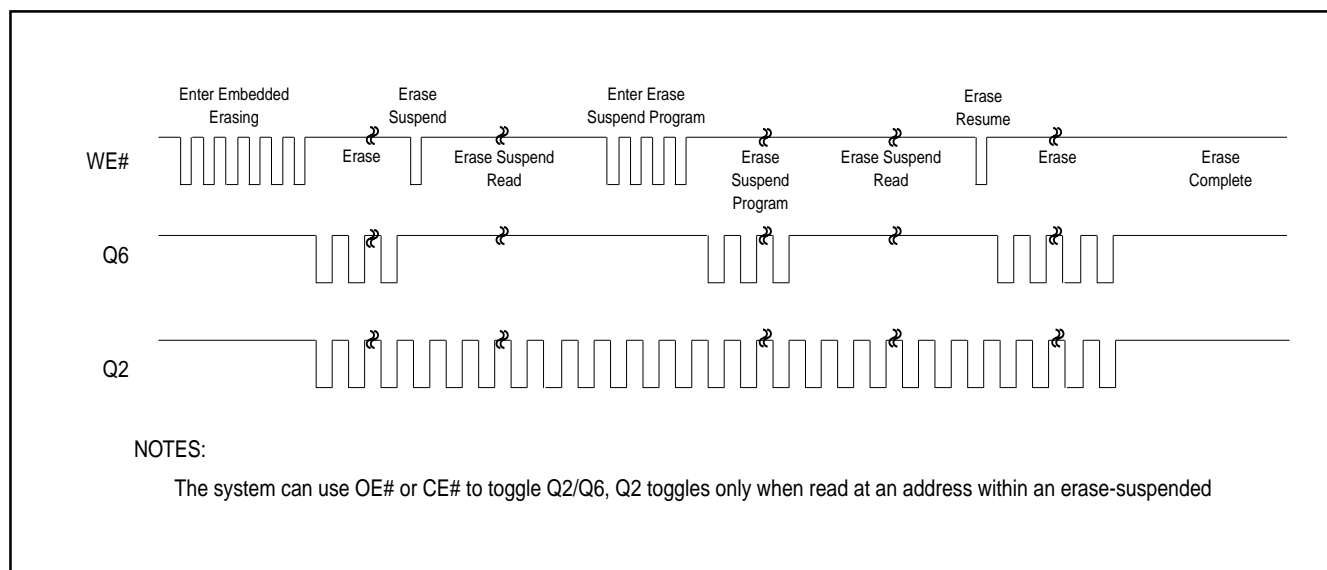 Enter Embedded
Erasing
Erase
Suspend
Enter Erase
Suspend Program
Erase
Resume
WE#
Erase
Erase Suspend
Read
Erase
Suspend
Program
Erase Suspend
Read
Erase
Erase
Complete
Q6
Q2
NOTES:
The system can use OE# or CE# to toggle Q2/Q6, Q2 toggles only when read at an address within an erase-suspended